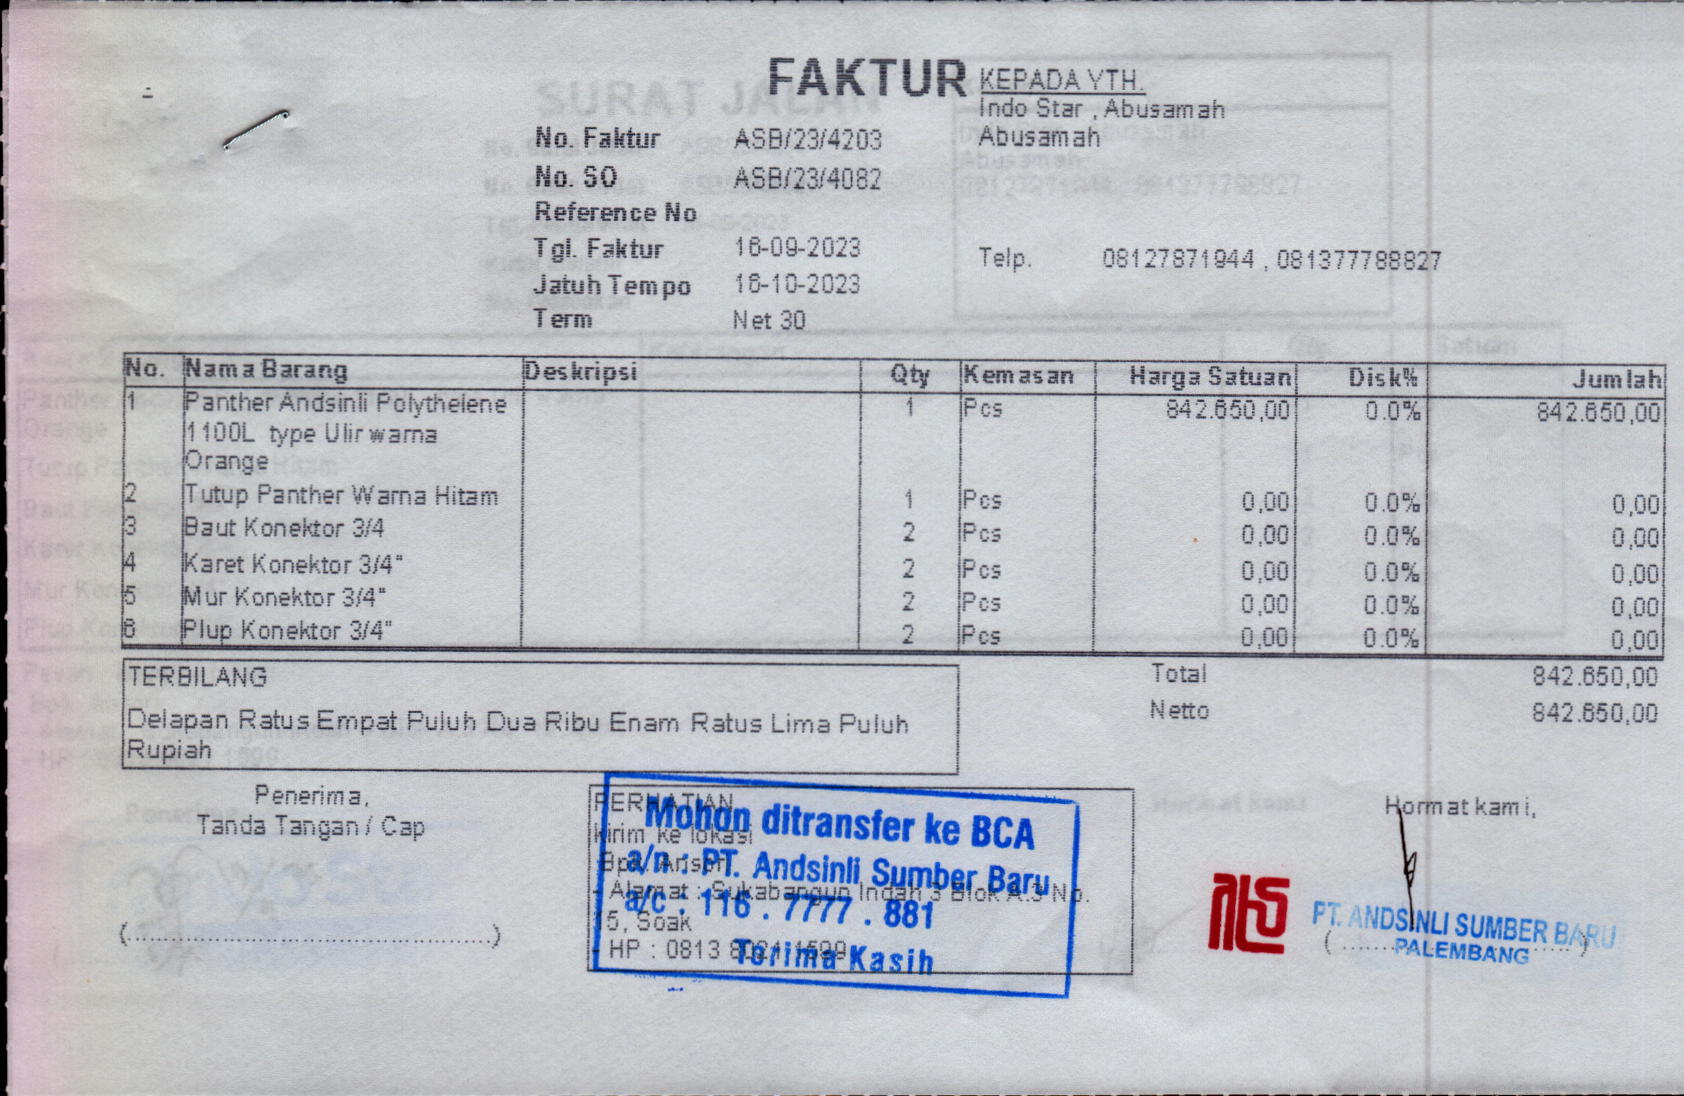 FAKTUR
KEPADA YTH.
Indo Star , Abusamah
Abusamah
No. Faktur ASB/23/4203
No. SO ASB/23/4082
Reference No
Tgl. Faktur 16-09-2023
Jatuh Tempo 16-10-2023
Term Net 30
Telp. 08127871944 , 081377788827
No. Nama Barang Deskripsi Qty Kemasan Harga Satuan Disk% Jumlah
1 Panther Andsinli Polythelene 1 Pcs 842.650,00 0.0% 842.650,00
1100L type Ulir warna
Orange
2 Tutup Panther Warna Hitam 1 Pcs 0,00 0.0% 0,00
3 Baut Konektor 3/4 2 Pcs 0,00 0.0% 0,00
4 Karet Konektor 3/4" 2 Pcs 0,00 0.0% 0,00
5 Mur Konektor 3/4" 2 Pcs 0,00 0.0% 0,00
6 Plup Konektor 3/4" 2 Pcs 0,00 0.0% 0,00
TERBILANG
Delapan Ratus Empat Puluh Dua Ribu Enam Ratus Lima Puluh
Rupiah
Total 842.650,00
Netto 842.650,00
Penerima,
Tanda Tangan / Cap
(......................................................)
PERHATIAN
kirim ke lokasi
Bpk.
- Alamat : Sukabangun Indah 3 Blok A.3 No.
15, Soak
- HP : 0813
Mohon ditransfer ke BCA
a/n : PT. Andsinli Sumber Baru
a/c : 116 . 7777 . 881
Terima Kasih
Hormat kami,
PT. ANDSINLI SUMBER BARU
PALEMBANG